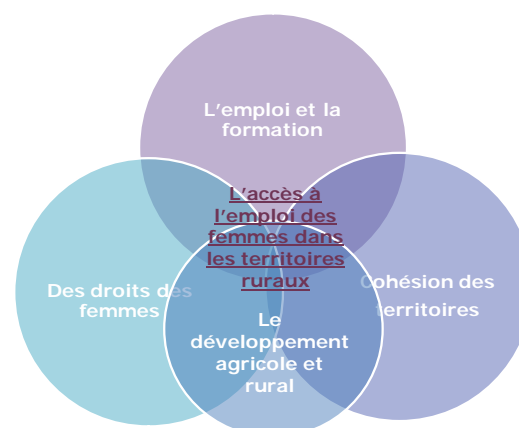 L'emploi et la
formation
L'accès à
l'emploi des
femmes dans
les territoires
ruraux
Des droits des
femmes
Cohésion des
territoires
Le
développement
agricole et
rural